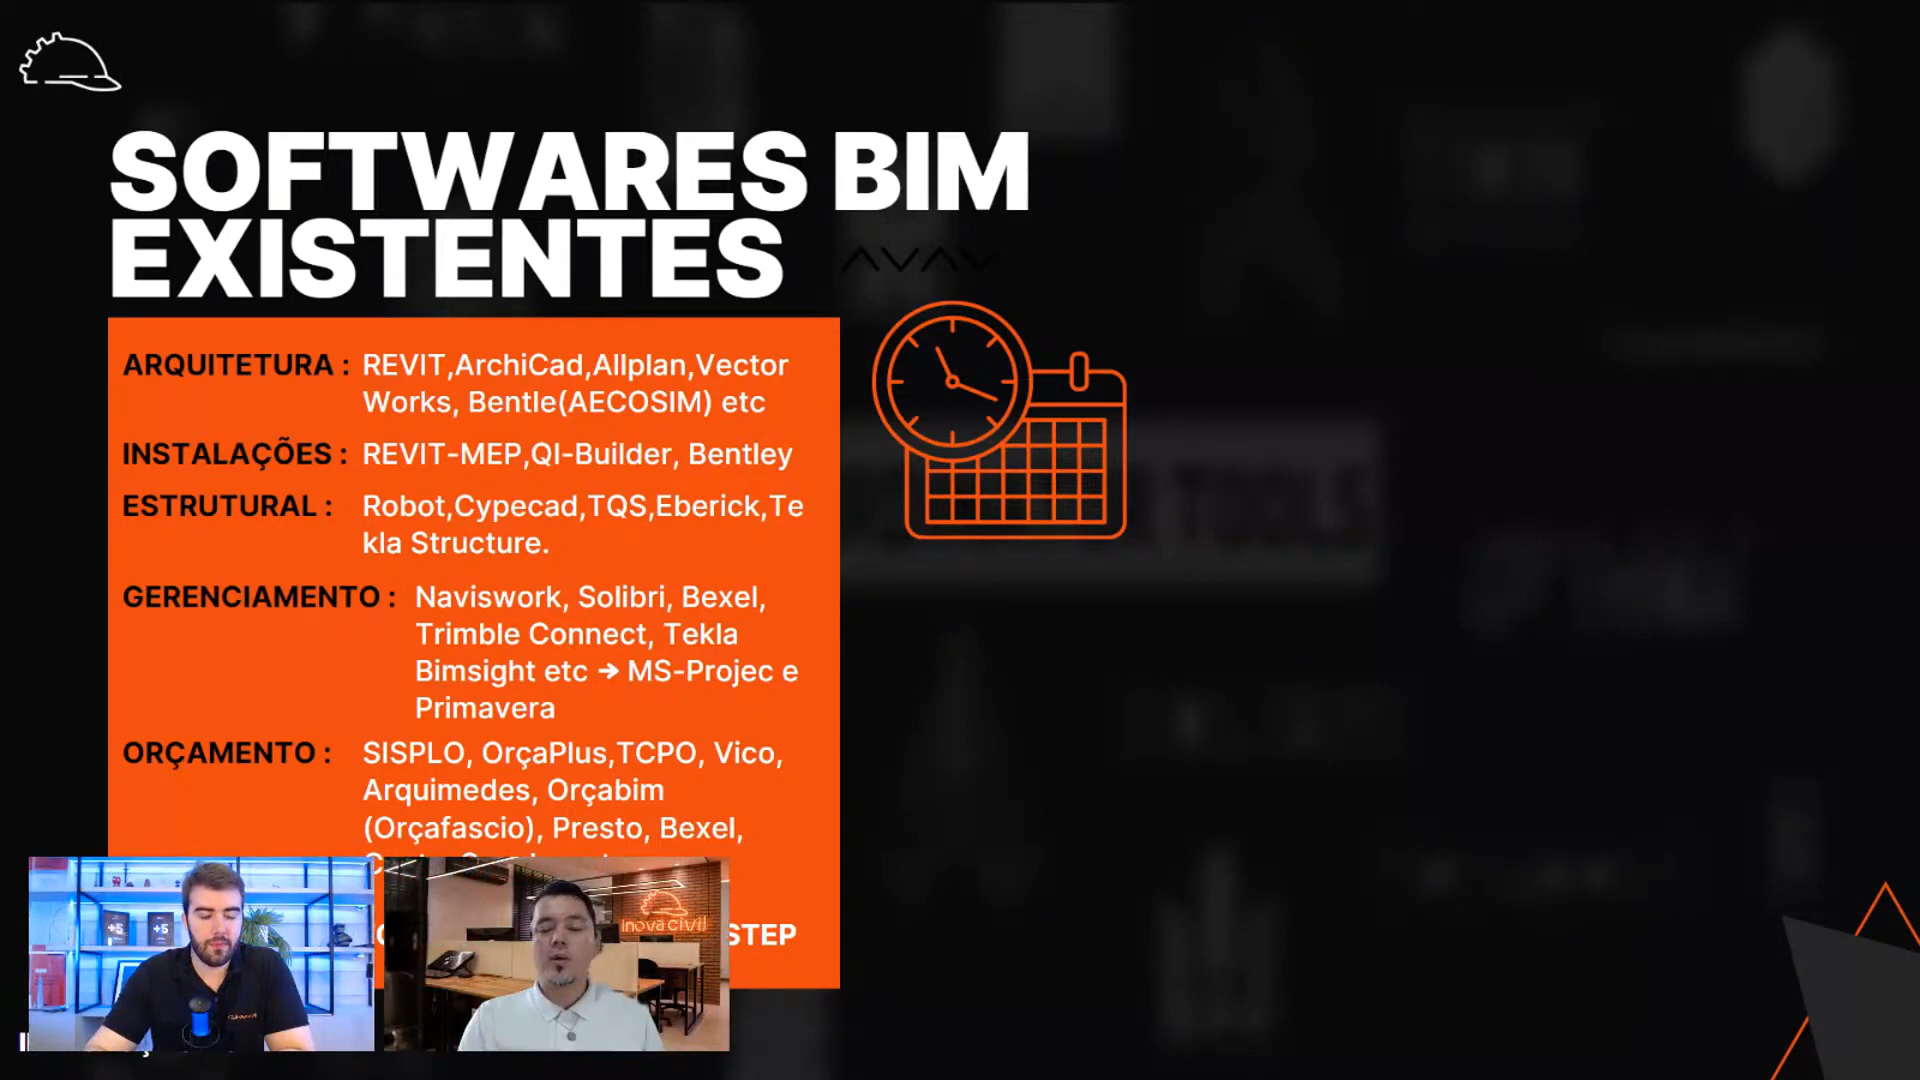 SOFTWARES BIM
EXISTENTES
ARQUITETURA : REVIT,ArchiCad,Allplan,Vector
Works, Bentle(AECOSIM) etc
INSTALAÇÕES : REVIT-MEP,QI-Builder, Bentley
ESTRUTURAL : Robot,Cypecad,TQS,Eberick,Te
kla Structure.
GERENCIAMENTO : Naviswork, Solibri, Bexel,
Trimble Connect, Tekla
Bimsight etc → MS-Projec e
Primavera
ORÇAMENTO : SISPLO, OrçaPlus,TCPO, Vico,
Arquimedes, Orçabim
(Orçafascio), Presto, Bexel,
STEP
inova civil
+5 +5